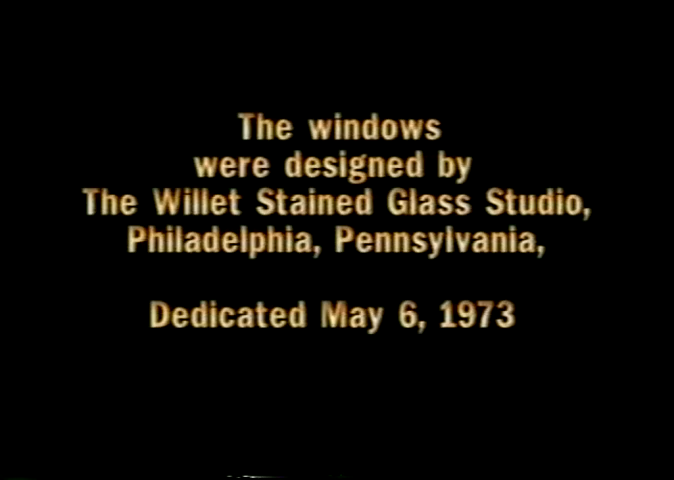 The windows
were designed by
The Willet Stained Glass Studio,
Philadelphia, Pennsylvania,
Dedicated May 6, 1973